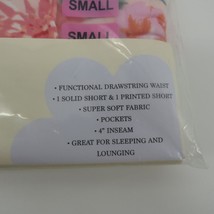 SMALL
SMALL
· FUNCTIONAL DRAWSTRING WAIST
· 1 SOLID SHORT & 1 PRINTED SHORT
· SUPER SOFT FABRIC
· POCKETS
· 4" INSEAM
· GREAT FOR SLEEPING AND
LOUNGING